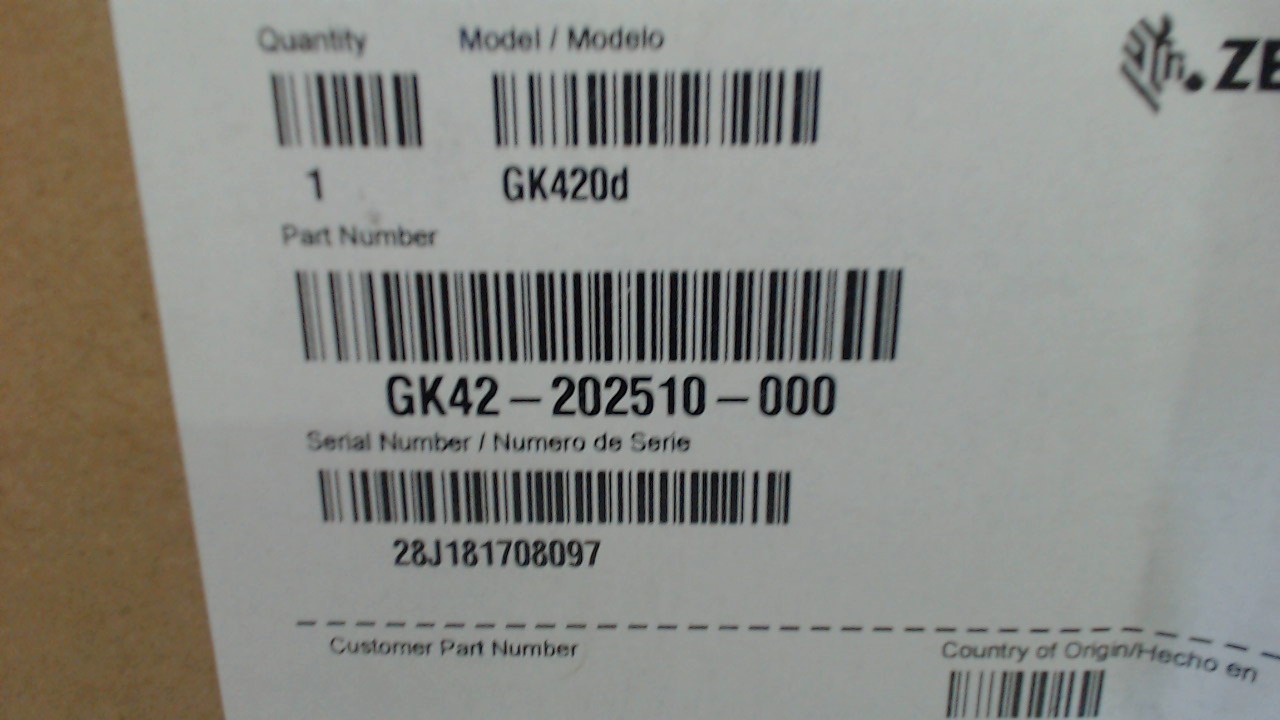 Quantity Model / Modelo
ZE
1 GK420d
Part Number
GK42-202510-000
Serial Number / Numero de Serie
28J181708097
Customer Part Number Country of Origin/Hecho en